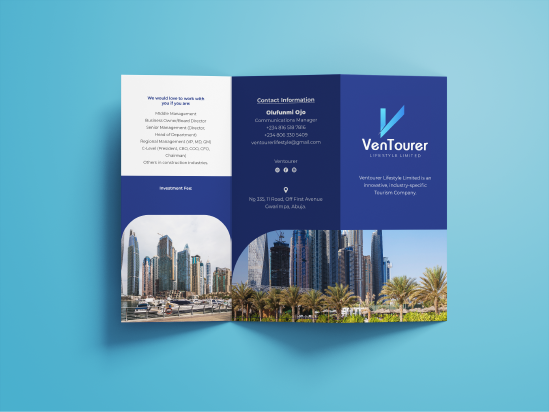 We would love to work with
you if you are:
Middle Management
Business Owner/Board Director
Senior Management (Director,
Head of Department)
Regional Management (VP, MD, GM)
C-Level (President, CEO, COO, CFO,
Chairman)
Others in construction industries.
Investment Fee:
Contact Information
Olufunmi Ojo
Communications Manager
+234 816 559 7816
+234 806 330 5409
ventourerlifestyle@gmail.com
Ventourer
No 335, 11 Road, Off First Avenue
Gwarimpa, Abuja.
VenTourer
LIFESTYLE LIMITED
Ventourer Lifestyle Limited is an
innovative, industry-specific
Tourism Company.